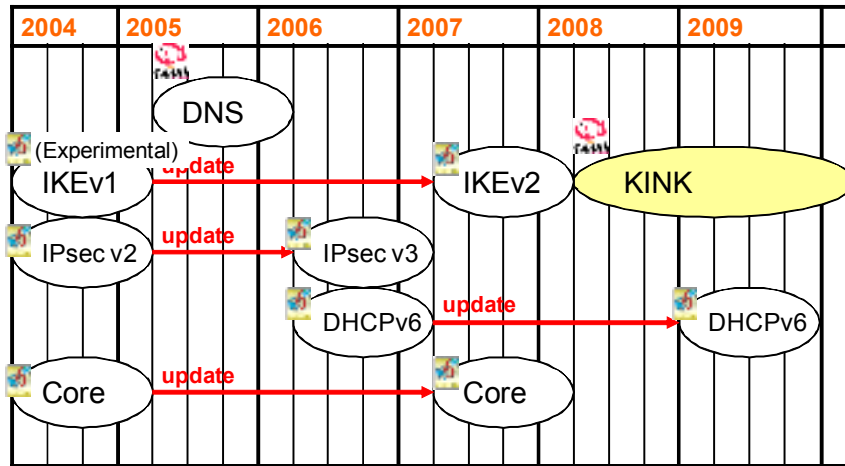 2004 2005 2006 2007 2008 2009
DNS
(Experimental)
IKEv1 update IKEv2 KINK
IPsec v2 update IPsec v3
DHCPv6 update DHCPv6
Core update Core